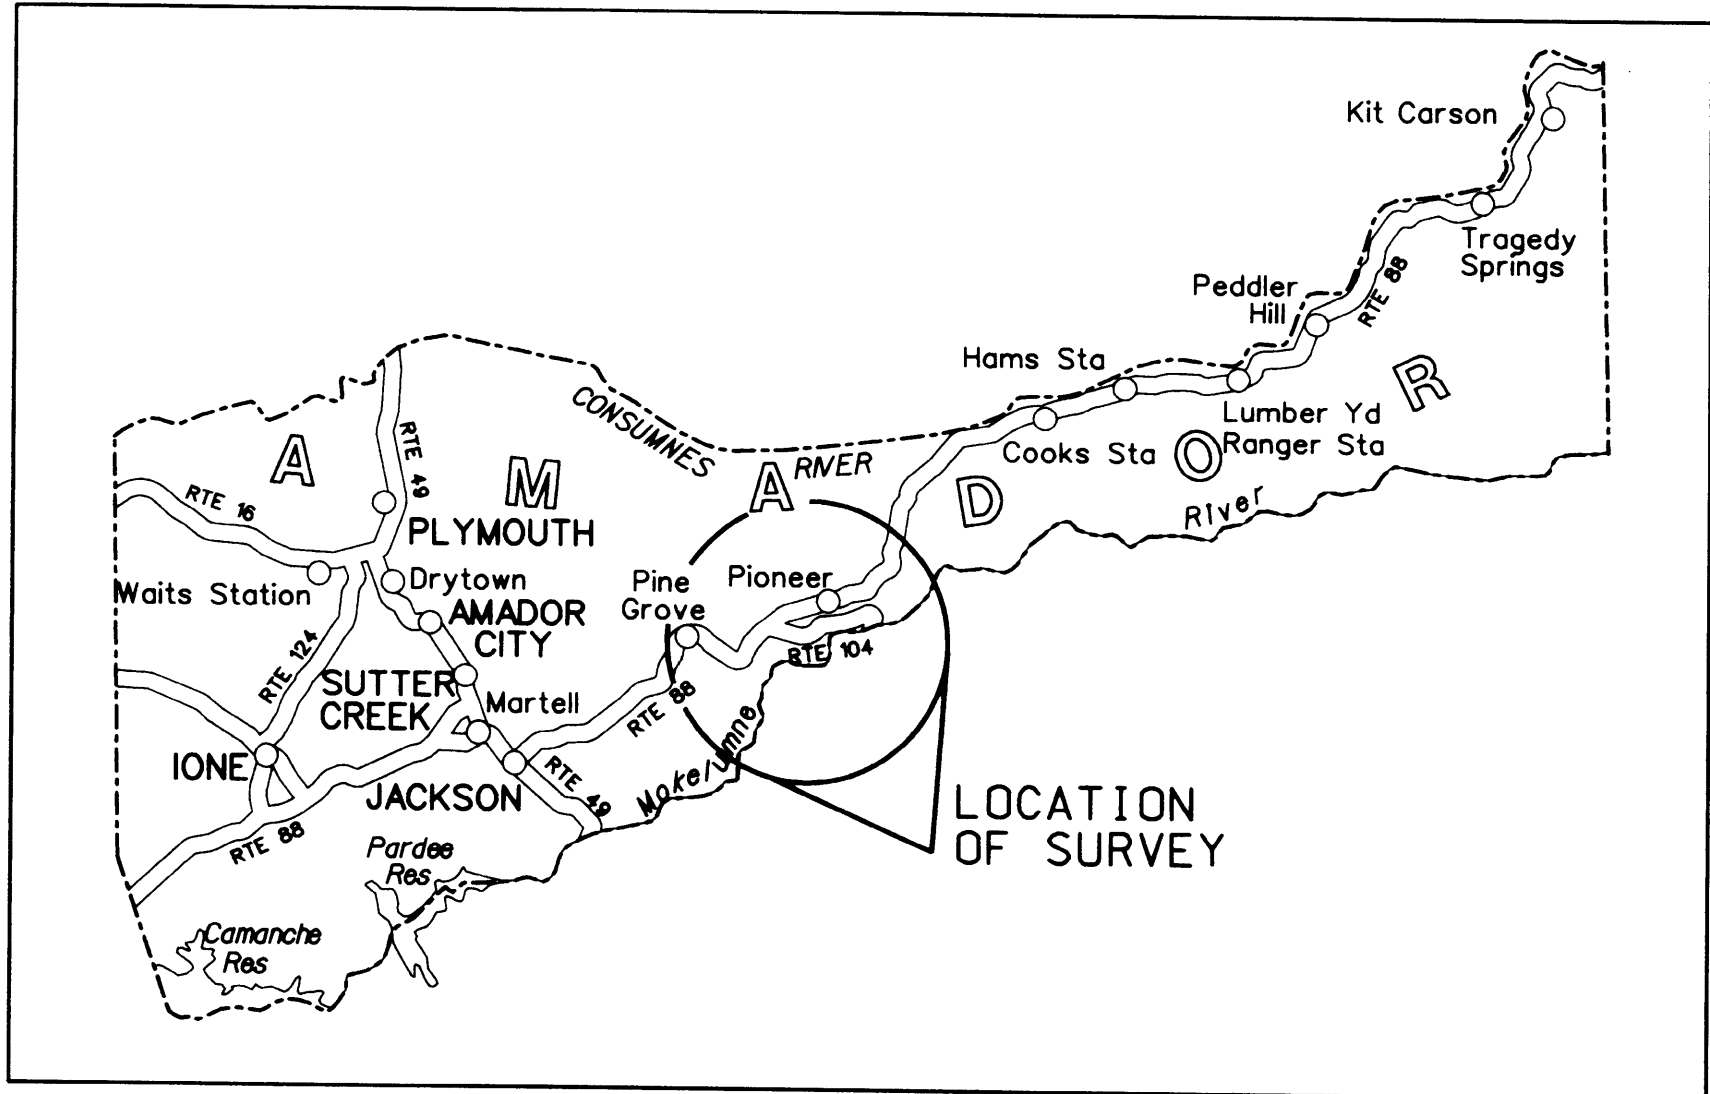 Kit Carson
Tragedy
Springs
RTE 88
Peddler
Hill
Hams Sta
Lumber Yd
Ranger Sta
Cooks Sta
CONSUMNES
RIVER
A M A D O R
River
RTE 49
RTE 16
PLYMOUTH
Waits Station
Drytown
AMADOR
CITY
Pine
Grove
Pioneer
RTE 104
RTE 124
SUTTER
CREEK
Martell
RTE 88
Mokelumne
IONE
JACKSON
RTE 49
RTE 88
Pardee
Res
Camanche
Res
LOCATION
OF SURVEY